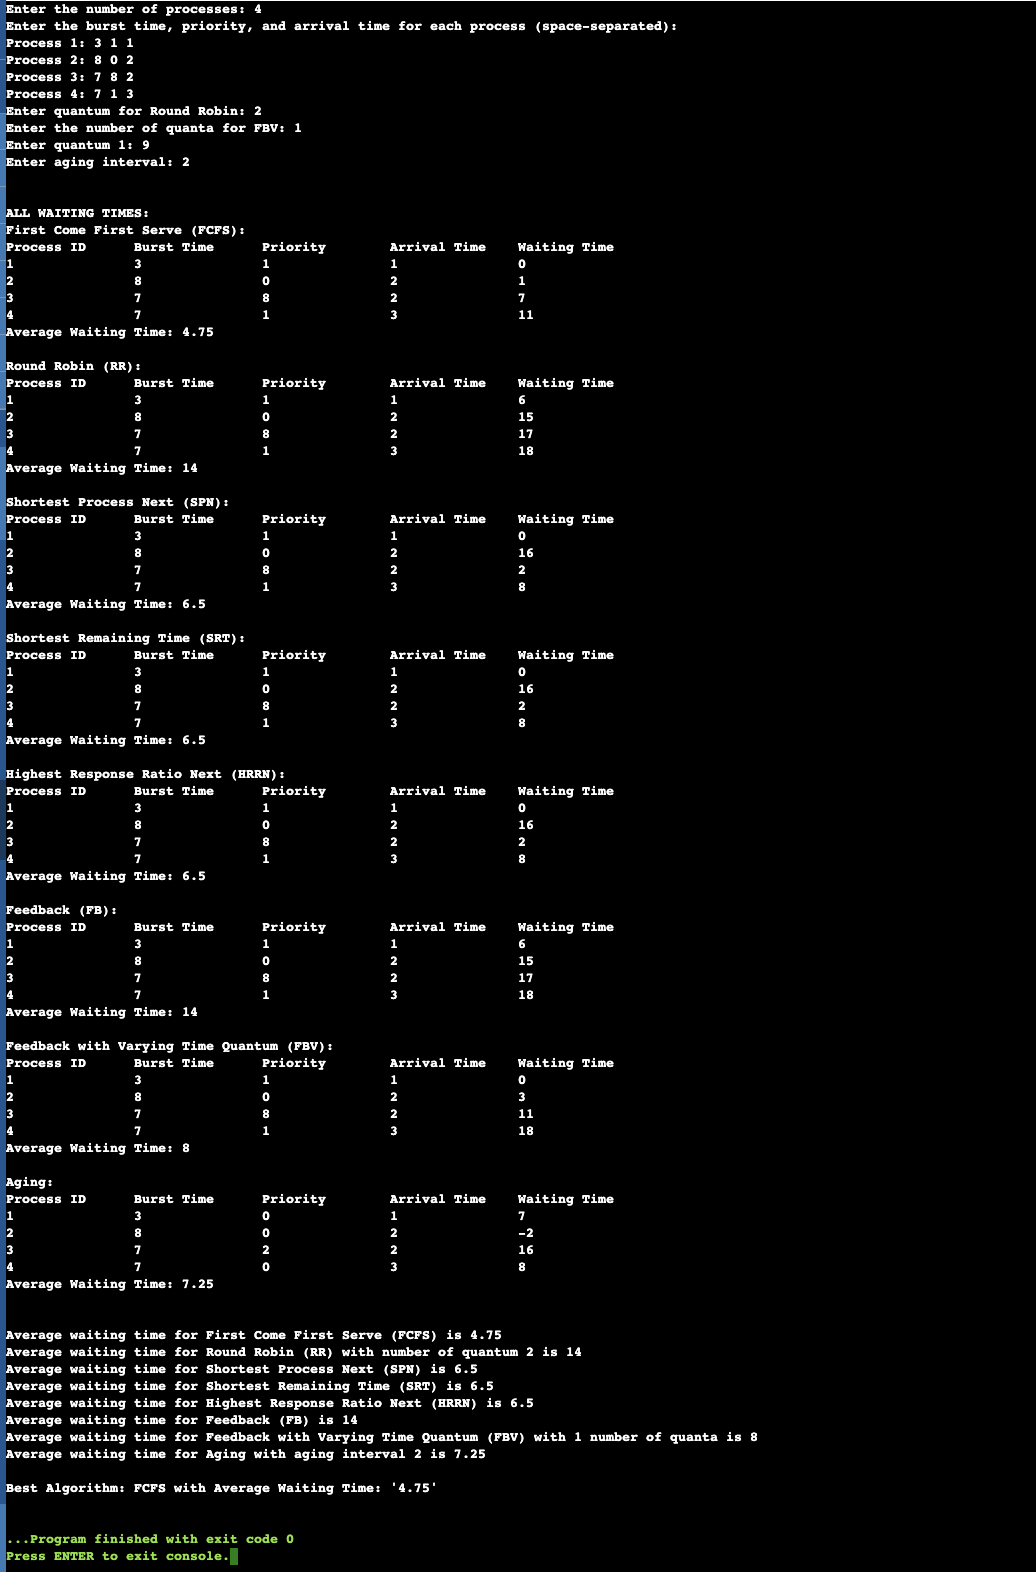 Enter the number of processes: 4
Enter the burst time, priority, and arrival time for each process (space-separated):
Process 1: 3 1 1
Process 2: 8 0 2
Process 3: 7 8 2
Process 4: 7 1 3
Enter quantum for Round Robin: 2
Enter the number of quanta for FBV: 1
Enter quantum 1: 9
Enter aging interval: 2
ALL WAITING TIMES:
First Come First Serve (FCFS):
Process ID Burst Time Priority Arrival Time Waiting Time
1 3 1 1 0
2 8 0 2 1
3 7 8 2 7
4 7 1 3 11
Average Waiting Time: 4.75
Round Robin (RR):
Process ID Burst Time Priority Arrival Time Waiting Time
1 3 1 1 6
2 8 0 2 15
3 7 8 2 17
4 7 1 3 18
Average Waiting Time: 14
Shortest Process Next (SPN):
Process ID Burst Time Priority Arrival Time Waiting Time
1 3 1 1 0
2 8 0 2 16
3 7 8 2 2
4 7 1 3 8
Average Waiting Time: 6.5
Shortest Remaining Time (SRT):
Process ID Burst Time Priority Arrival Time Waiting Time
1 3 1 1 0
2 8 0 2 16
3 7 8 2 2
4 7 1 3 8
Average Waiting Time: 6.5
Highest Response Ratio Next (HRRN):
Process ID Burst Time Priority Arrival Time Waiting Time
1 3 1 1 0
2 8 0 2 16
3 7 8 2 2
4 7 1 3 8
Average Waiting Time: 6.5
Feedback (FB):
Process ID Burst Time Priority Arrival Time Waiting Time
1 3 1 1 6
2 8 0 2 15
3 7 8 2 17
4 7 1 3 18
Average Waiting Time: 14
Feedback with Varying Time Quantum (FBV):
Process ID Burst Time Priority Arrival Time Waiting Time
1 3 1 1 0
2 8 0 2 3
3 7 8 2 11
4 7 1 3 18
Average Waiting Time: 8
Aging:
Process ID Burst Time Priority Arrival Time Waiting Time
1 3 0 1 7
2 8 0 2 -2
3 7 2 2 16
4 7 0 3 8
Average Waiting Time: 7.25
Average waiting time for First Come First Serve (FCFS) is 4.75
Average waiting time for Round Robin (RR) with number of quantum 2 is 14
Average waiting time for Shortest Process Next (SPN) is 6.5
Average waiting time for Shortest Remaining Time (SRT) is 6.5
Average waiting time for Highest Response Ratio Next (HRRN) is 6.5
Average waiting time for Feedback (FB) is 14
Average waiting time for Feedback with Varying Time Quantum (FBV) with 1 number of quanta is 8
Average waiting time for Aging with aging interval 2 is 7.25
Best Algorithm: FCFS with Average Waiting Time: '4.75'
...Program finished with exit code 0
Press ENTER to exit console.